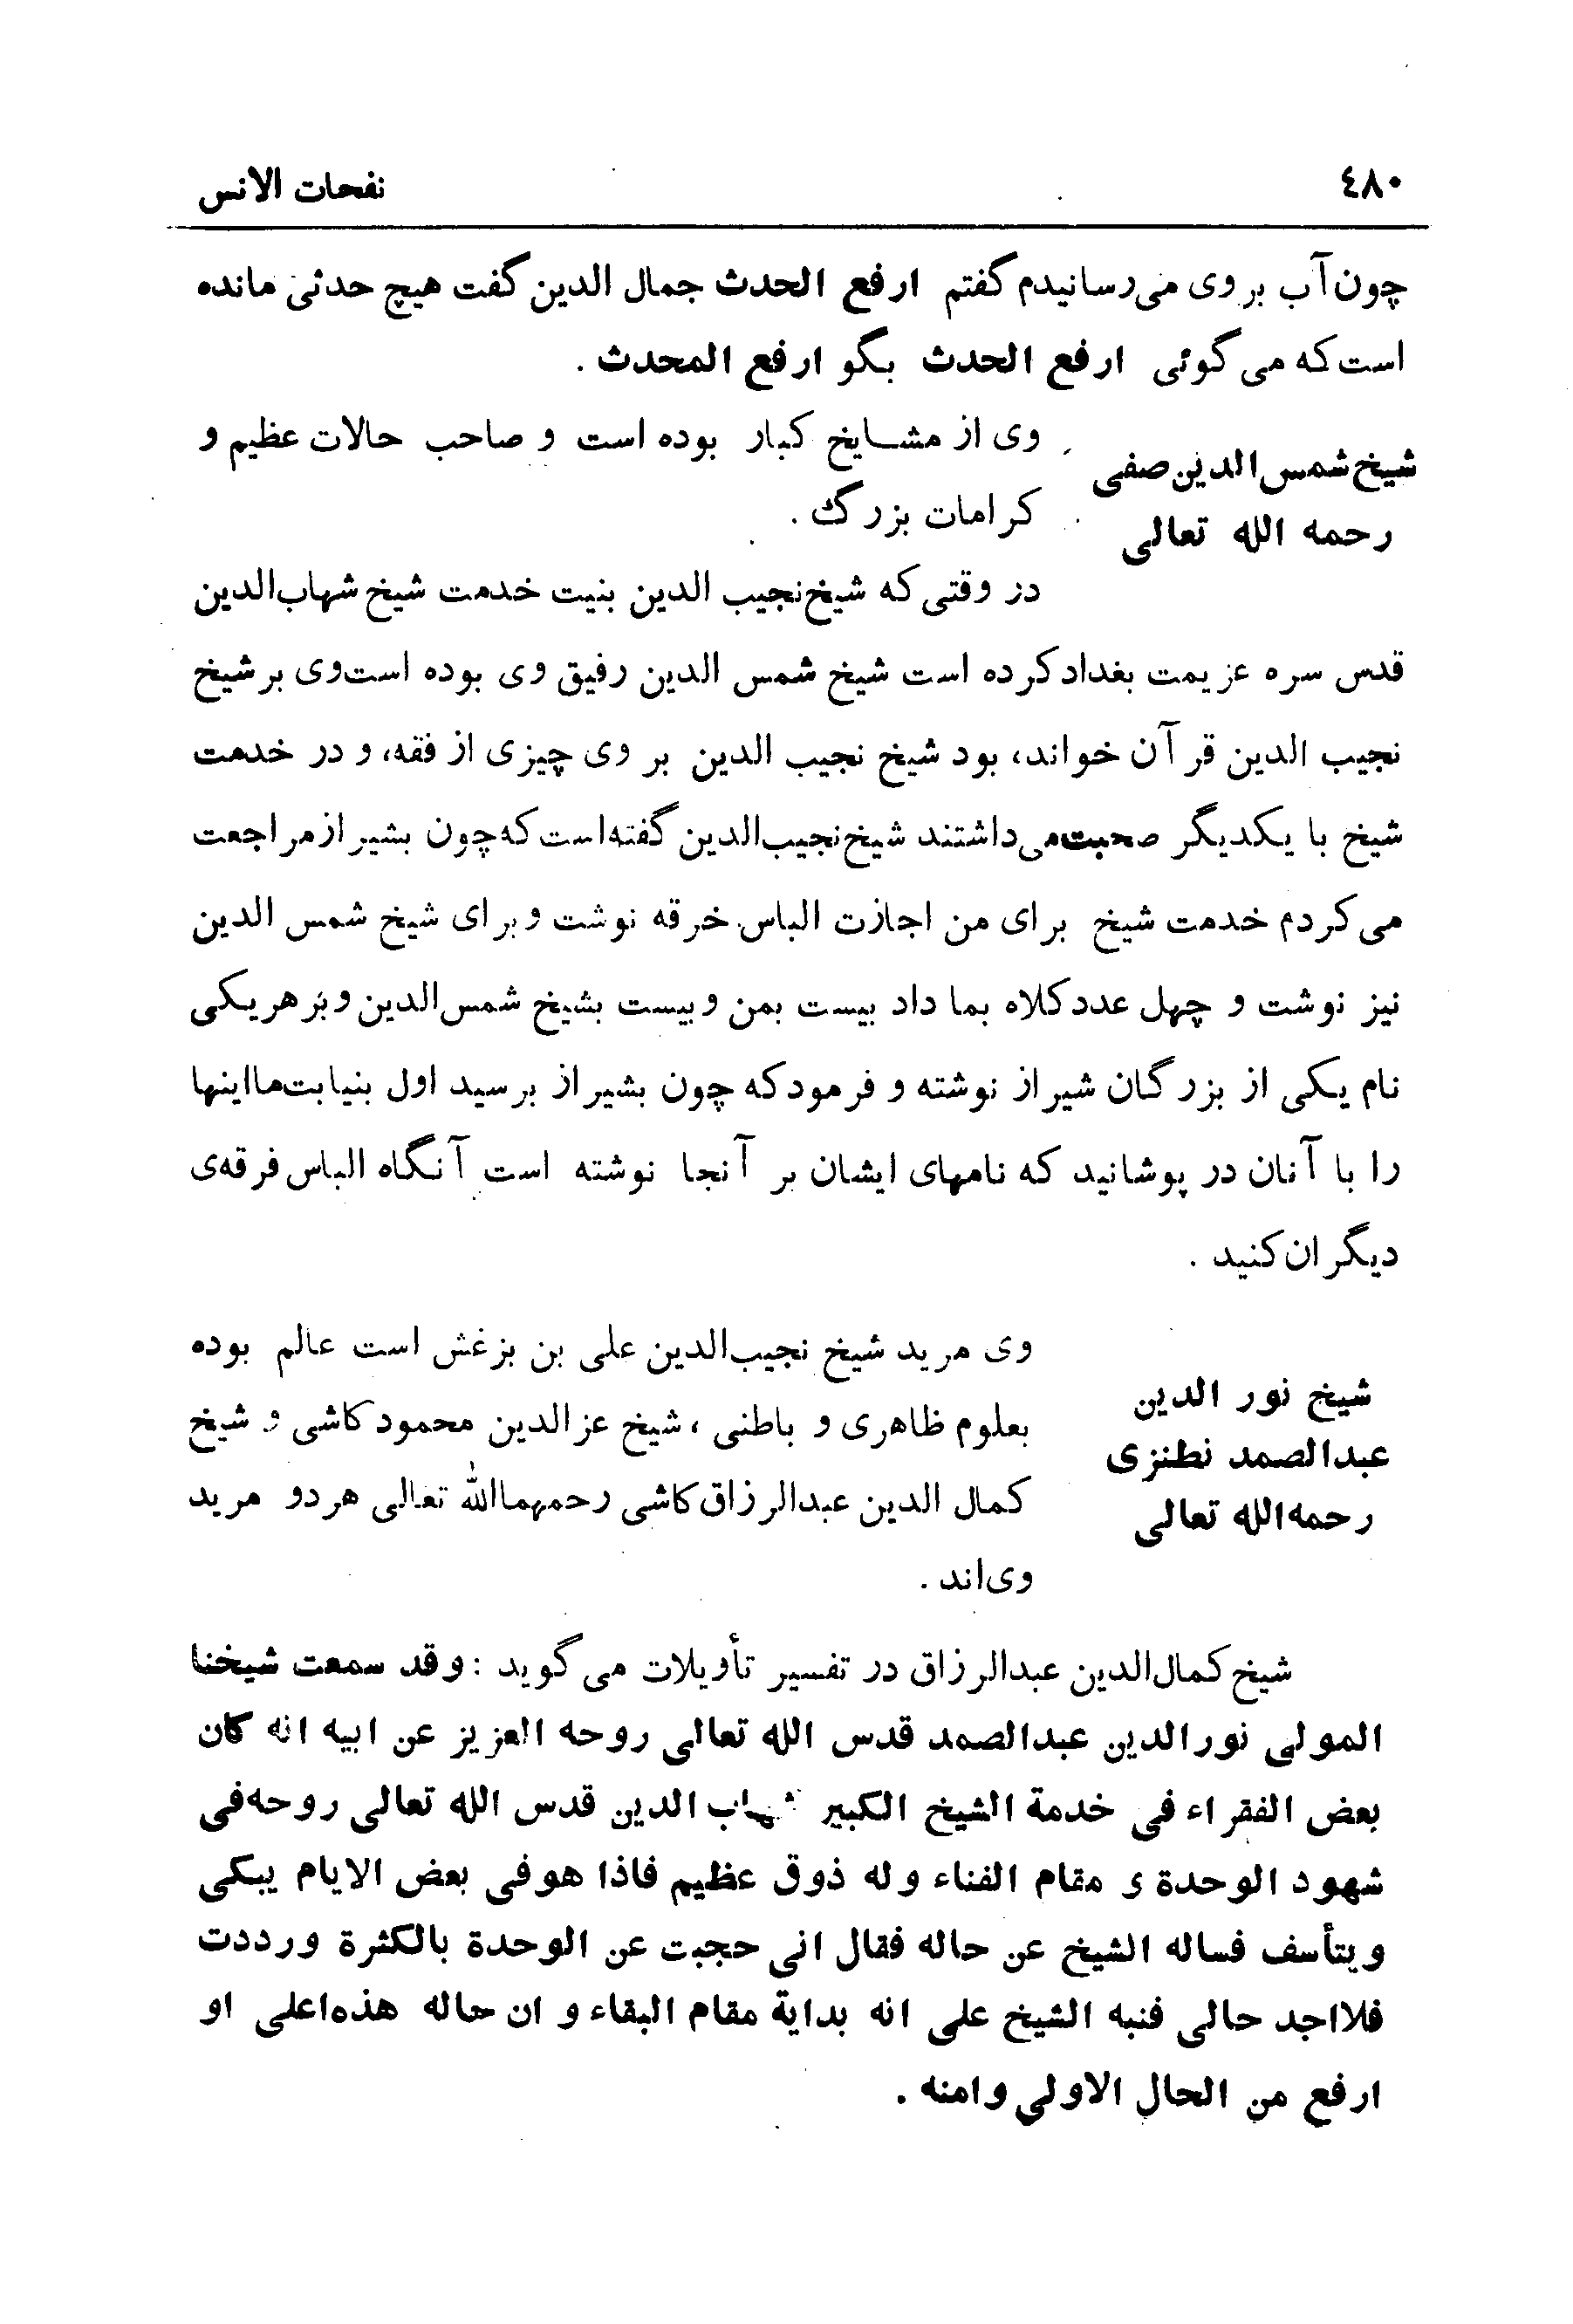 ٤٨٠
نفحات الانس
چون آب بروی می‌رسانیدم گفتم ارفع الحدث جمال الدین گفت هیچ حدثی مانده
است که می گوئی ارفع الحدث بگو ارفع المحدث .
شیخ شمس الدین صفی
رحمه الله تعالی
وی از مشایخ کبار بوده است و صاحب حالات عظیم و
کرامات بزرگ .
در وقتی که شیخ نجیب الدین بنیت خدمت شیخ شهاب‌الدین
قدس سره عزیمت بغداد کرده است شیخ شمس الدین رفیق وی بوده است وی بر شیخ
نجیب الدین قرآن خواند، بود شیخ نجیب الدین بر وی چیزی از فقه، و در خدمت
شیخ با یکدیگر صحبت می‌داشتند شیخ نجیب‌الدین گفته‌است که چون بشیراز مراجعت
می کردم خدمت شیخ برای من اجازت الباس خرقه نوشت و برای شیخ شمس الدین
نیز نوشت و چهل عدد کلاه بما داد بیست بمن و بیست بشیخ شمس‌الدین و بر هر یکی
نام یکی از بزرگان شیراز نوشته و فرمود که چون بشیراز برسید اول بنیابت ما اینها
را با آنان در پوشانید که نامهای ایشان بر آنجا نوشته است آنگاه الباس فرقه‌ی
دیگران کنید .
شیخ نور الدین
عبدالصمد نطنزی
رحمه‌الله تعالی
وی مرید شیخ نجیب‌الدین علی بن بزغش است عالم بوده
بعلوم ظاهری و باطنی ، شیخ عزالدین محمود کاشی و شیخ
کمال الدین عبدالرزاق کاشی رحمهماالله تعالی هر دو مرید
وی‌اند .
شیخ کمال‌الدین عبدالرزاق در تفسیر تأویلات می گوید : وقد سمعت شیخنا
المولی نورالدین عبدالصمد قدس الله تعالی روحه العزیز عن ابیه انه کان
بعض الفقراء فی خدمة الشیخ الکبیر شهاب الدین قدس الله تعالی روحه فی
شهود الوحدة ی مقام الفناء وله ذوق عظیم فاذا هو فی بعض الایام یبکی
ویتأسف فساله الشیخ عن حاله فقال انی حجبت عن الوحدة بالکثرة ورددت
فلااجد حالی فنبه الشیخ علی انه بدایة مقام البقاء و ان حاله هذه اعلی او
ارفع من الحال الاولی وامنه .